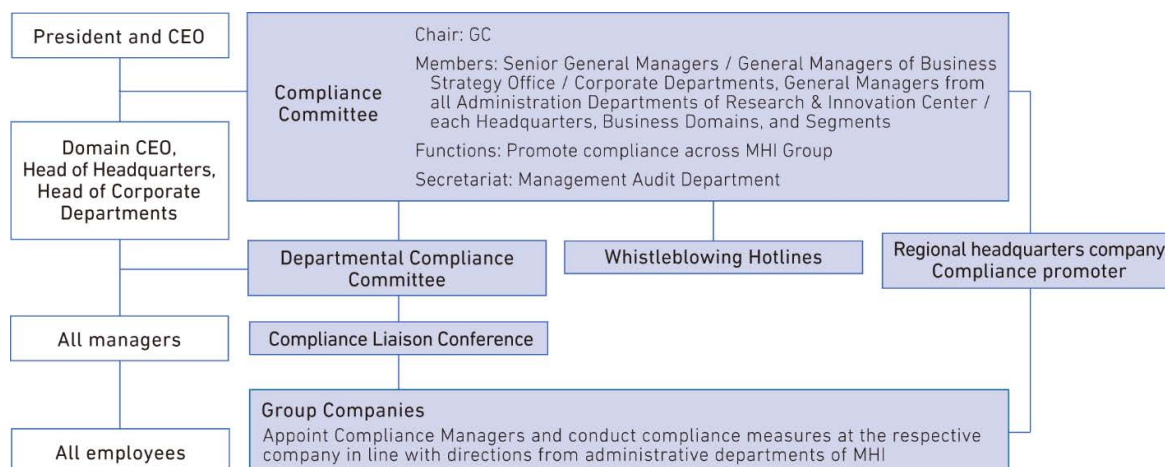 President and CEO
Compliance
Committee
Chair: GC
Members: Senior General Managers / General Managers of Business
Strategy Office / Corporate Departments, General Managers from
all Administration Departments of Research & Innovation Center /
each Headquarters, Business Domains, and Segments
Functions: Promote compliance across MHI Group
Secretariat: Management Audit Department
Domain CEO,
Head of Headquarters,
Head of Corporate
Departments
Departmental Compliance
Committee
Whistleblowing Hotlines
Regional headquarters company
Compliance promoter
All managers
Compliance Liaison Conference
Group Companies
Appoint Compliance Managers and conduct compliance measures at the respective
company in line with directions from administrative departments of MHI
All employees